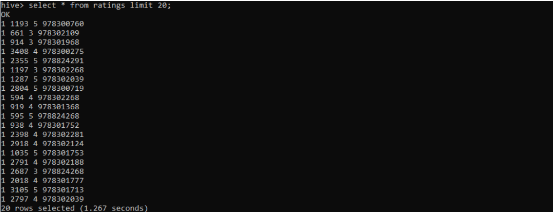 hive> select * from ratings limit 20;
OK
1 1193 5 978300760
1 661 3 978302109
1 914 3 978301968
1 3408 4 978300275
1 2355 5 978824291
1 1197 3 978302268
1 1287 5 978302039
1 2804 5 978300719
1 594 4 978302268
1 919 4 978301368
1 595 5 978824268
1 938 4 978301752
1 2398 4 978302281
1 2918 4 978302124
1 1035 5 978301753
1 2791 4 978302188
1 2687 3 978824268
1 2018 4 978301777
1 3105 5 978301713
1 2797 4 978302039
20 rows selected (1.267 seconds)